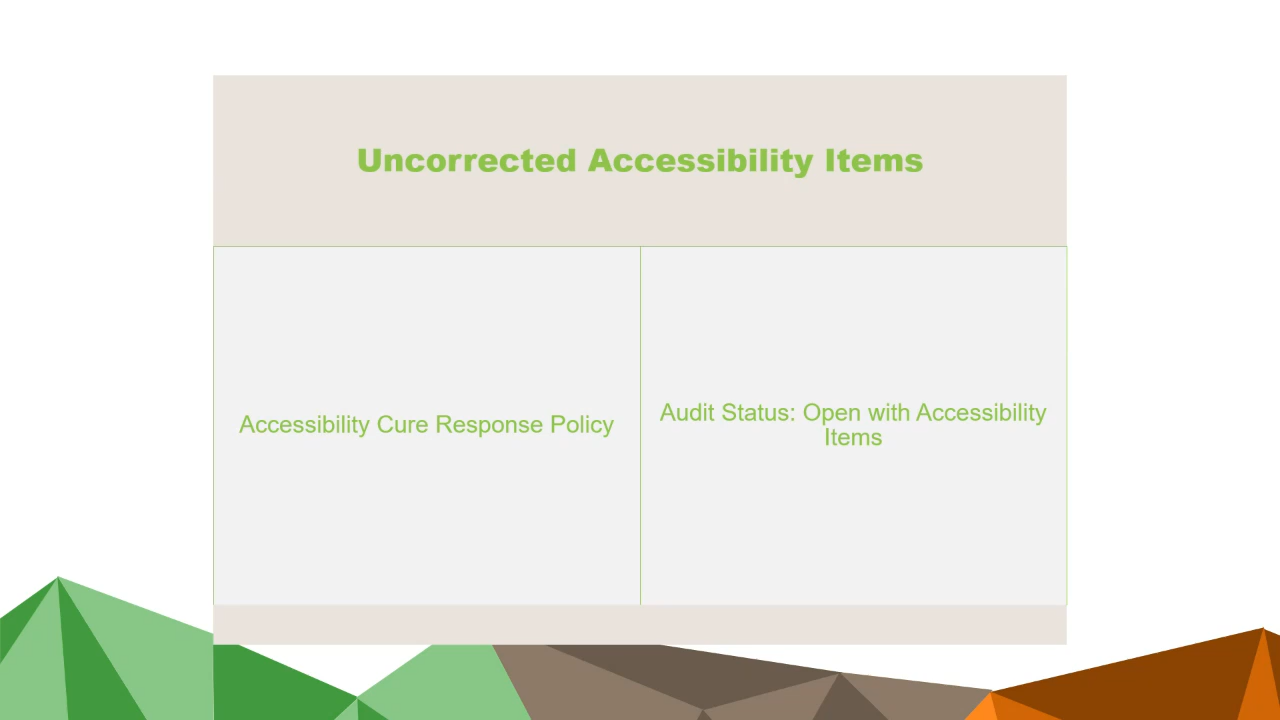 Uncorrected Accessibility Items
Accessibility Cure Response Policy
Audit Status: Open with Accessibility
Items